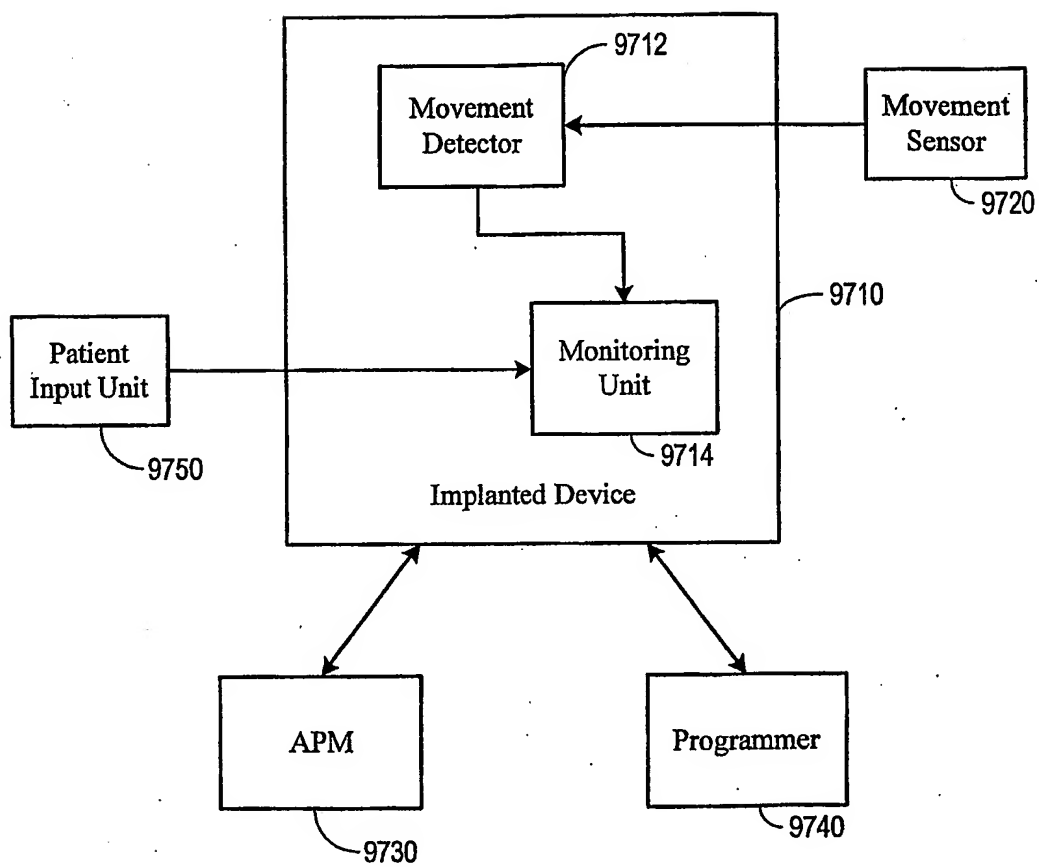 9712
Movement
Detector
Movement
Sensor
9720
9710
Patient
Input Unit
9750
Monitoring
Unit
9714
Implanted Device
APM
9730
Programmer
9740